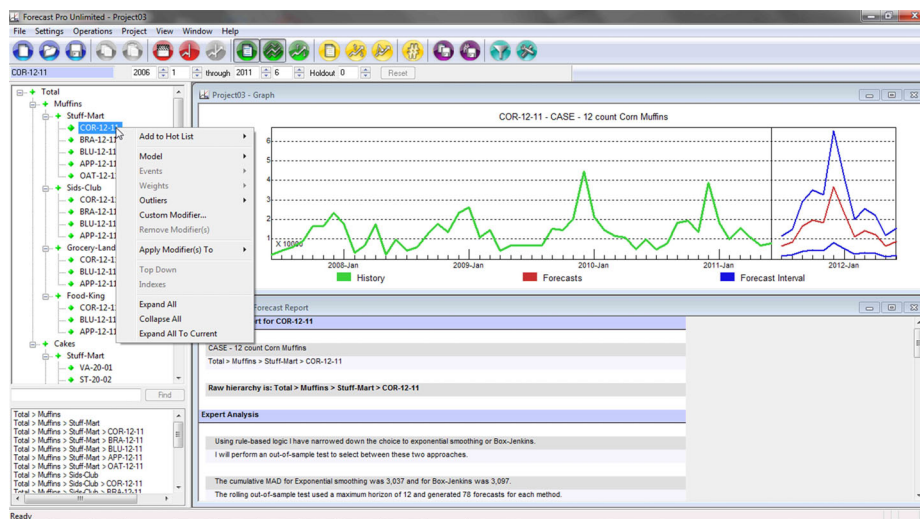 Forecast Pro Unlimited - Project03
File Settings Operations Project View Window Help
COR-12-11 2006 1 through 2011 6 Holdout 0 Reset
Total
Muffins
Stuff-Mart
COR-12-11
BRA-12-11
BLU-12-11
APP-12-11
OAT-12-1
Sids-Club
COR-12-1
BRA-12-11
BLU-12-11
APP-12-11
Grocery-Land
COR-12-1
BLU-12-11
APP-12-11
Food-King
COR-12-1
BLU-12-11
APP-12-11
Cakes
Stuff-Mart
VA-20-01
ST-20-02
Find
Total > Muffins
Total > Muffins > Stuff-Mart
Total > Muffins > Stuff-Mart > COR-12-11
Total > Muffins > Stuff-Mart > BRA-12-11
Total > Muffins > Stuff-Mart > BLU-12-11
Total > Muffins > Stuff-Mart > APP-12-11
Total > Muffins > Stuff-Mart > OAT-12-11
Total > Muffins > Sids-Club
Total > Muffins > Sids-Club > COR-12-11
Total > Muffins > Sids-Club > BRA-12-11
Ready
Add to Hot List
Model
Events
Weights
Outliers
Custom Modifier...
Remove Modifier(s)
Apply Modifier(s) To
Top Down
Indexes
Expand All
Collapse All
Expand All To Current
Project03 - Graph
COR-12-11 - CASE - 12 count Corn Muffins
6
5
4
3
2
1
X 10000
2008-Jan 2009-Jan 2010-Jan 2011-Jan 2012-Jan
History Forecasts Forecast Interval
Forecast Report
rt for COR-12-11
CASE - 12 count Corn Muffins
Total > Muffins > Stuff-Mart > COR-12-11
Raw hierarchy is: Total > Muffins > Stuff-Mart > COR-12-11
Expert Analysis
Using rule-based logic I have narrowed down the choice to exponential smoothing or Box-Jenkins.
I will perform an out-of-sample test to select between these two approaches.
The cumulative MAD for Exponential smoothing was 3,037 and for Box-Jenkins was 3,097.
The rolling out-of-sample test used a maximum horizon of 12 and generated 78 forecasts for each method.